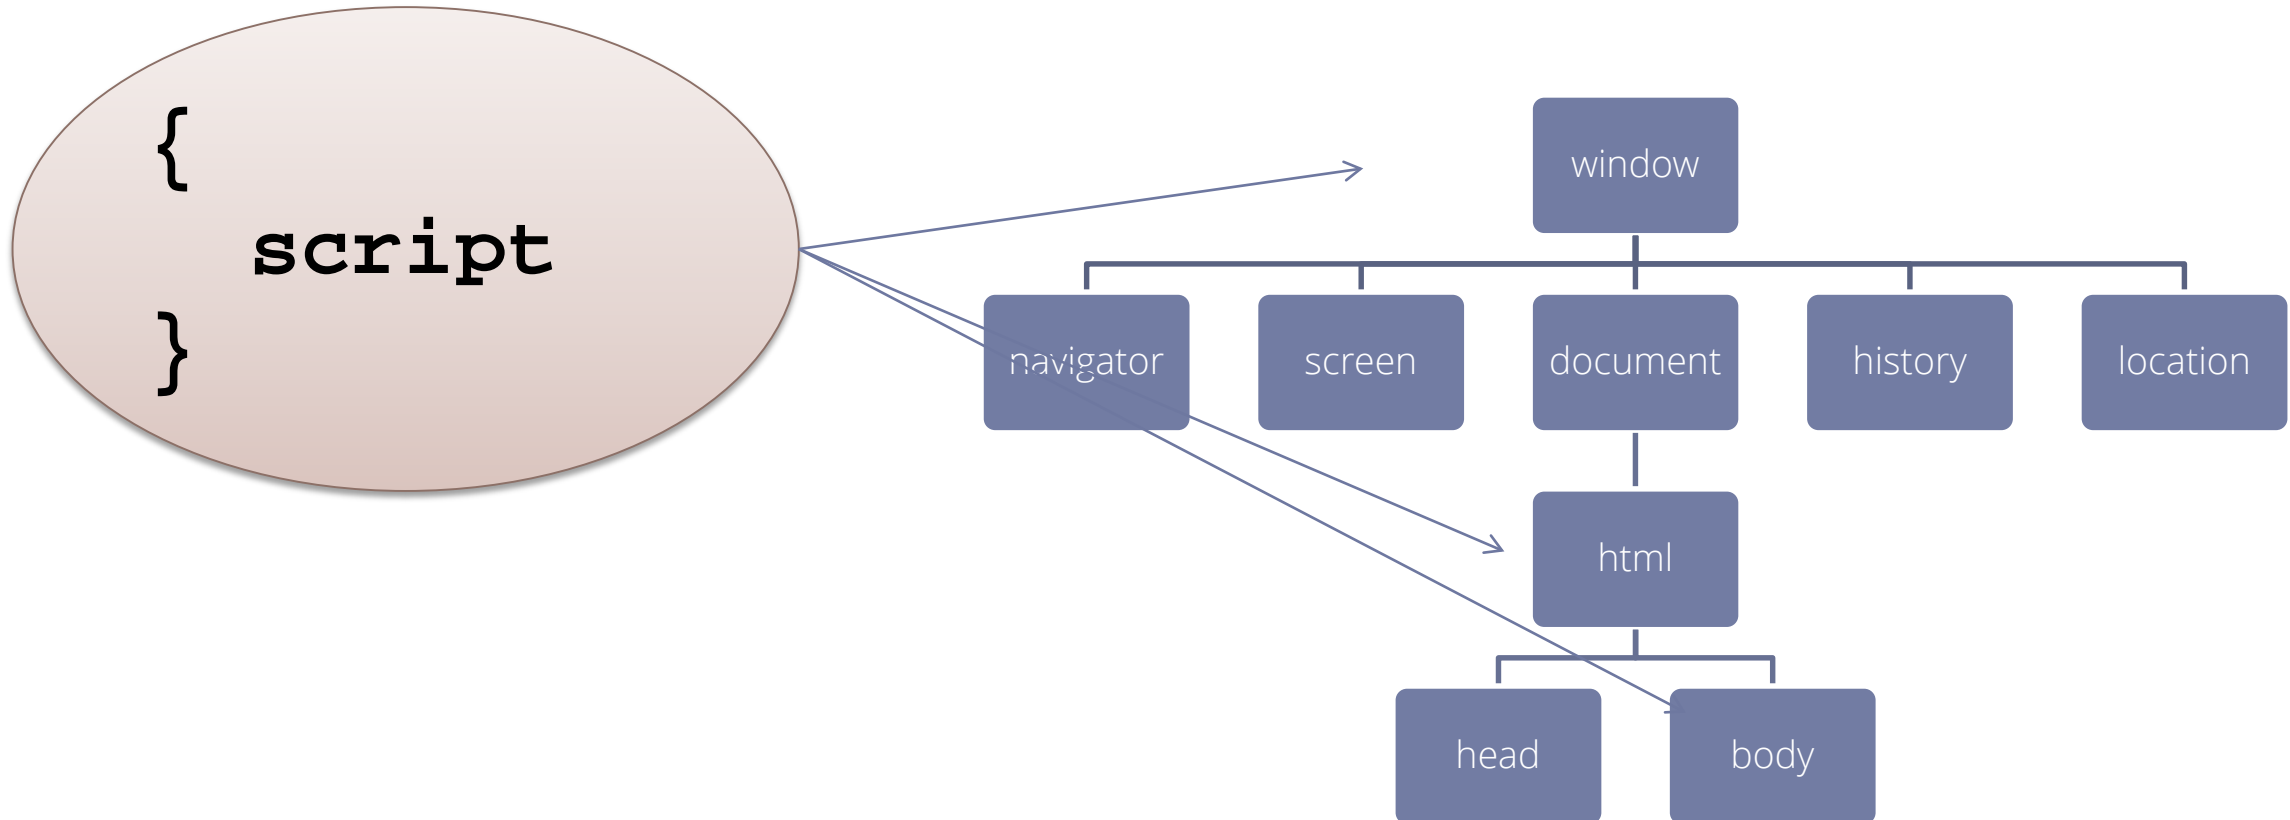 {
script
}
window
navigator screen document history location
html
head body